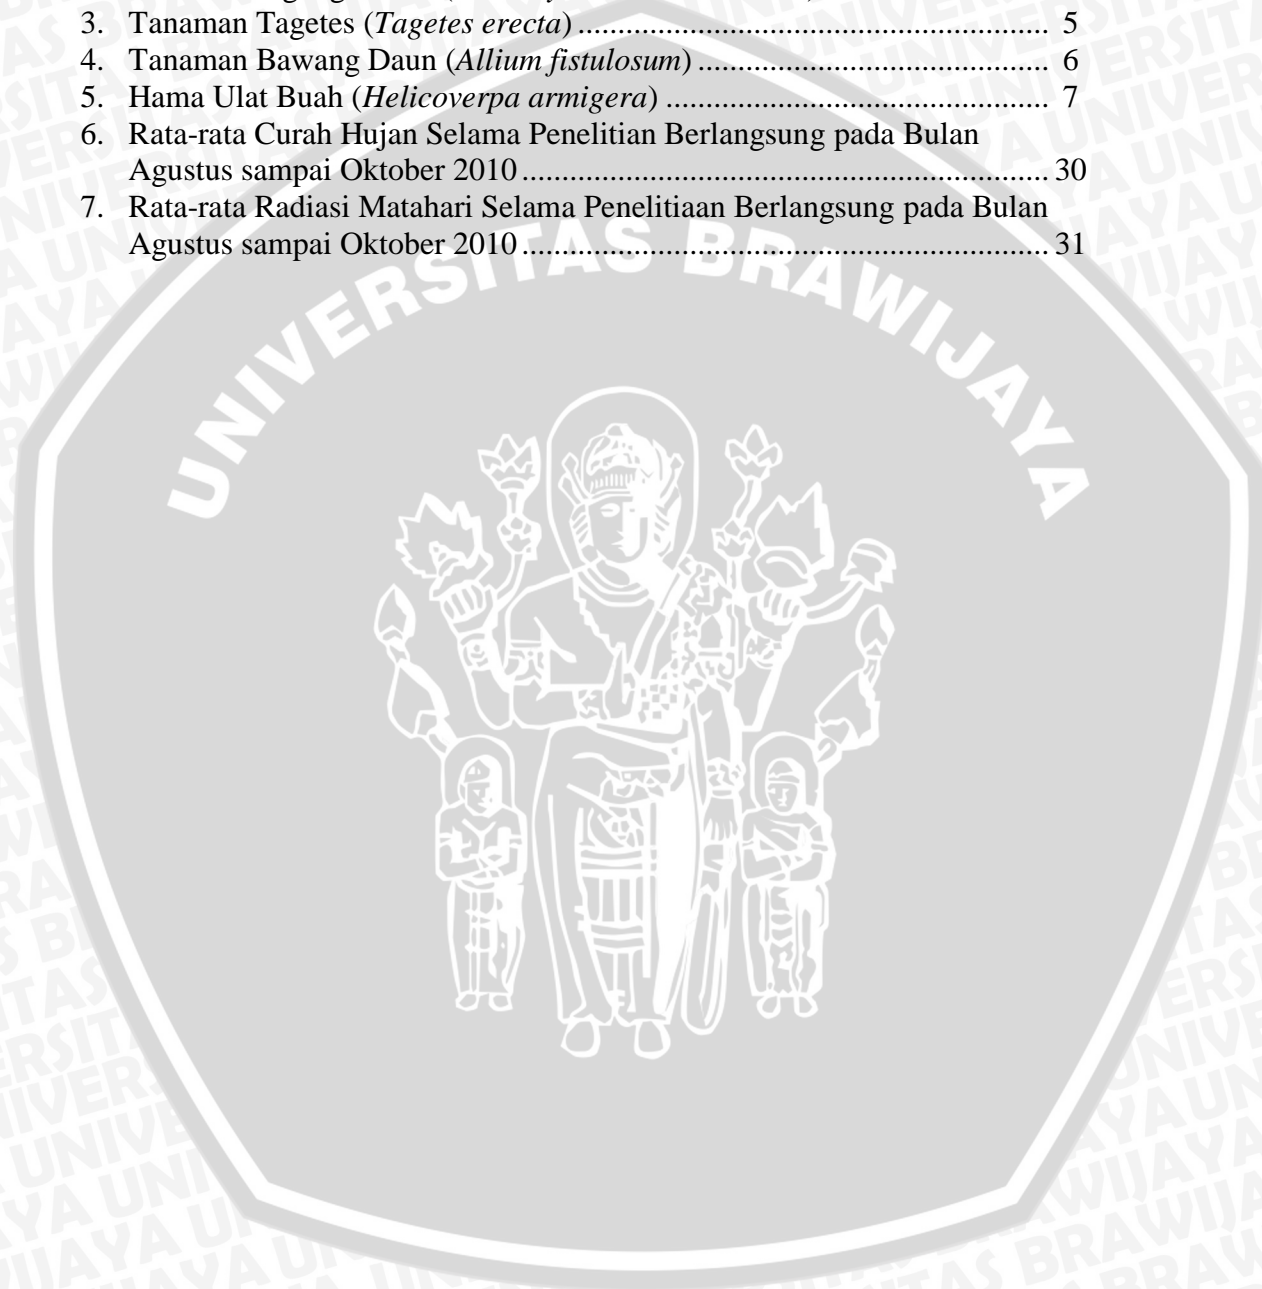 3. Tanaman Tagetes (Tagetes erecta) ........................................................... 5
4. Tanaman Bawang Daun (Allium fistulosum) ............................................ 6
5. Hama Ulat Buah (Helicoverpa armigera) ................................................ 7
6. Rata-rata Curah Hujan Selama Penelitian Berlangsung pada Bulan
Agustus sampai Oktober 2010 .................................................................. 30
7. Rata-rata Radiasi Matahari Selama Penelitiaan Berlangsung pada Bulan
Agustus sampai Oktober 2010 .................................................................. 31
UNIVERSITAS BRAWIJAYA